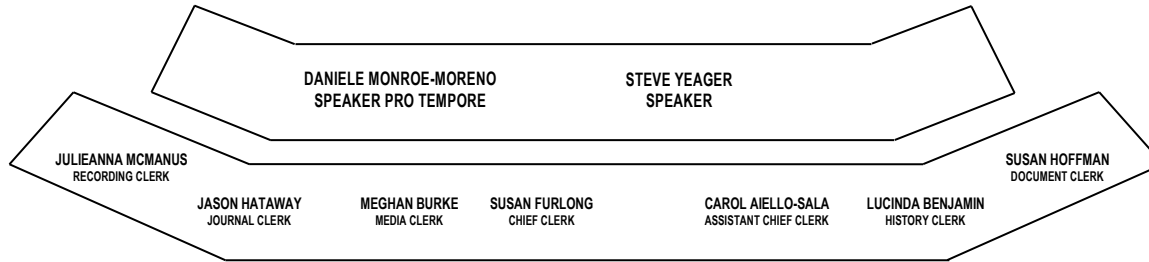 DANIELE MONROE-MORENO
SPEAKER PRO TEMPORE
STEVE YEAGER
SPEAKER
JULIEANNA MCMANUS
RECORDING CLERK
JASON HATAWAY
JOURNAL CLERK
MEGHAN BURKE
MEDIA CLERK
SUSAN FURLONG
CHIEF CLERK
CAROL AIELLO-SALA
ASSISTANT CHIEF CLERK
LUCINDA BENJAMIN
HISTORY CLERK
SUSAN HOFFMAN
DOCUMENT CLERK